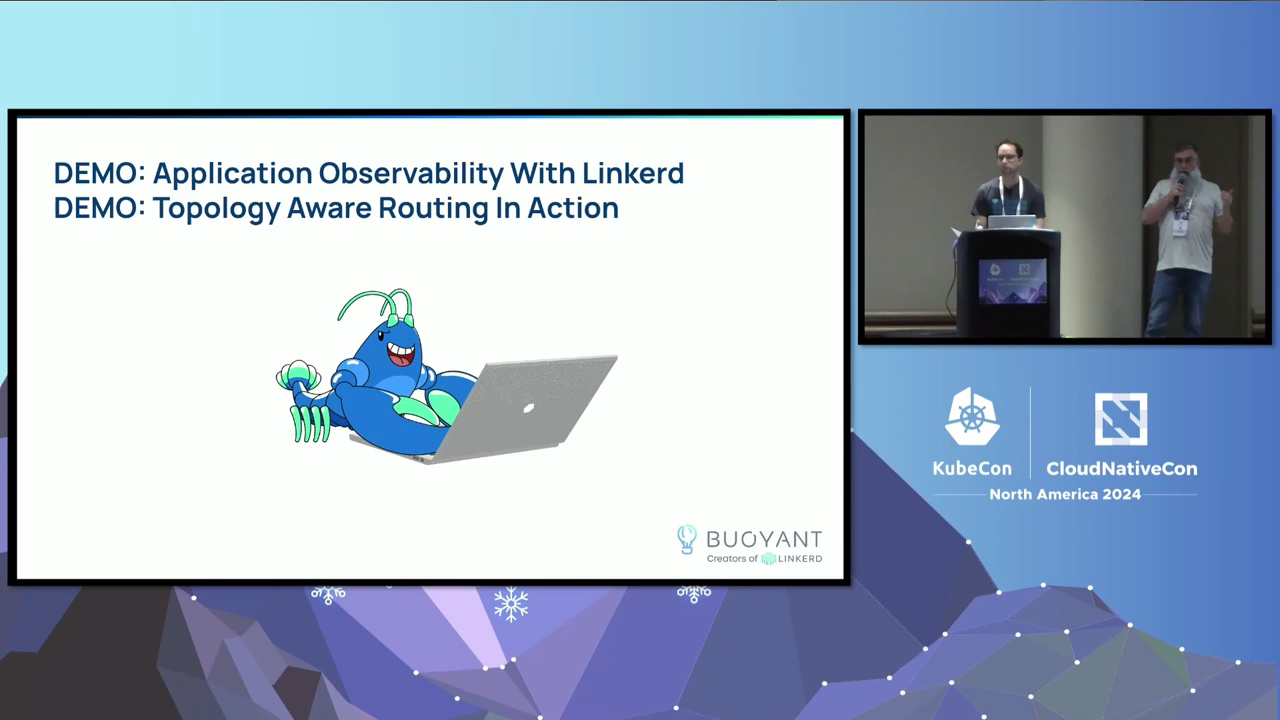 DEMO: Application Observability With Linkerd
DEMO: Topology Aware Routing In Action
BUOYANT
Creators of LINKERD
KubeCon
CloudNativeCon
North America 2024